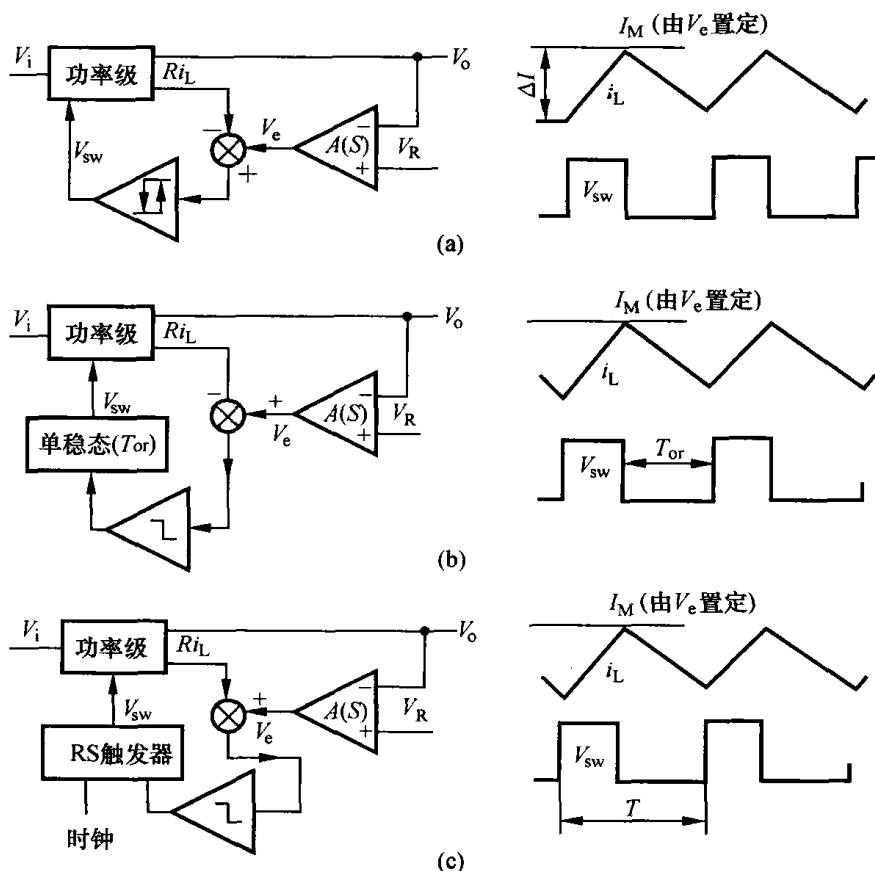 V_i 功率级 Ri_L V_o
I_M (由V_e置定)
ΔI i_L
V_sw V_e A(S) V_R
− + − +
V_sw
(a)
V_i 功率级 Ri_L V_o
I_M (由V_e置定)
i_L
V_sw − + V_e A(S) − + V_R
单稳态(T_or)
V_sw T_or
(b)
V_i 功率级 Ri_L V_o
I_M (由V_e置定)
i_L
V_sw + V_e A(S) − + V_R
RS触发器
V_sw
时钟
T
(c)